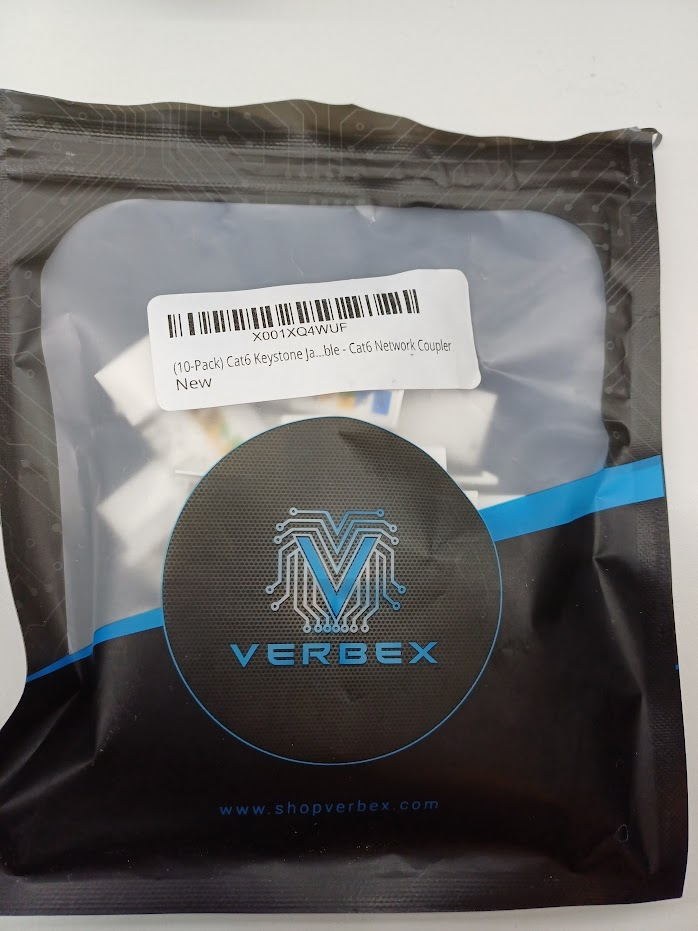 X001XQ4WUF
(10-Pack) Cat6 Keystone Ja...ble - Cat6 Network Coupler
New
VERBEX
www.shopverbex.com